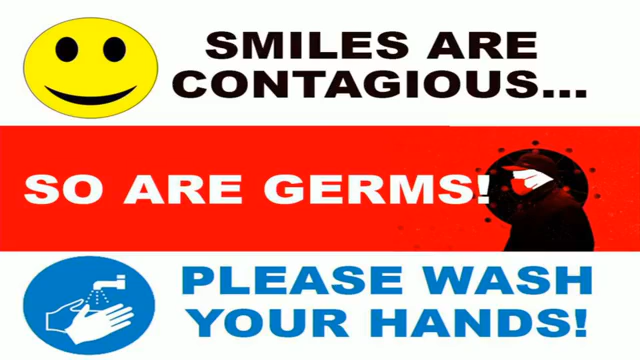 SMILES ARE
CONTAGIOUS...
SO ARE GERMS!
PLEASE WASH
YOUR HANDS!